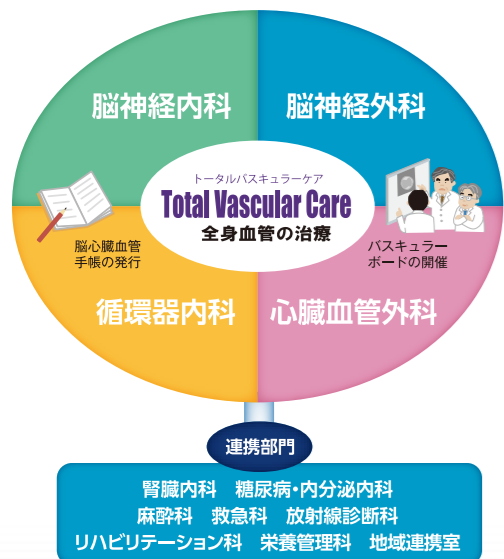 脳神経内科
脳神経外科
トータルバスキュラーケア
Total Vascular Care
全身血管の治療
脳心臓血管
手帳の発行
バスキュラー
ボードの開催
循環器内科
心臓血管外科
連携部門
腎臓内科 糖尿病・内分泌内科
麻酔科 救急科 放射線診断科
リハビリテーション科 栄養管理科 地域連携室